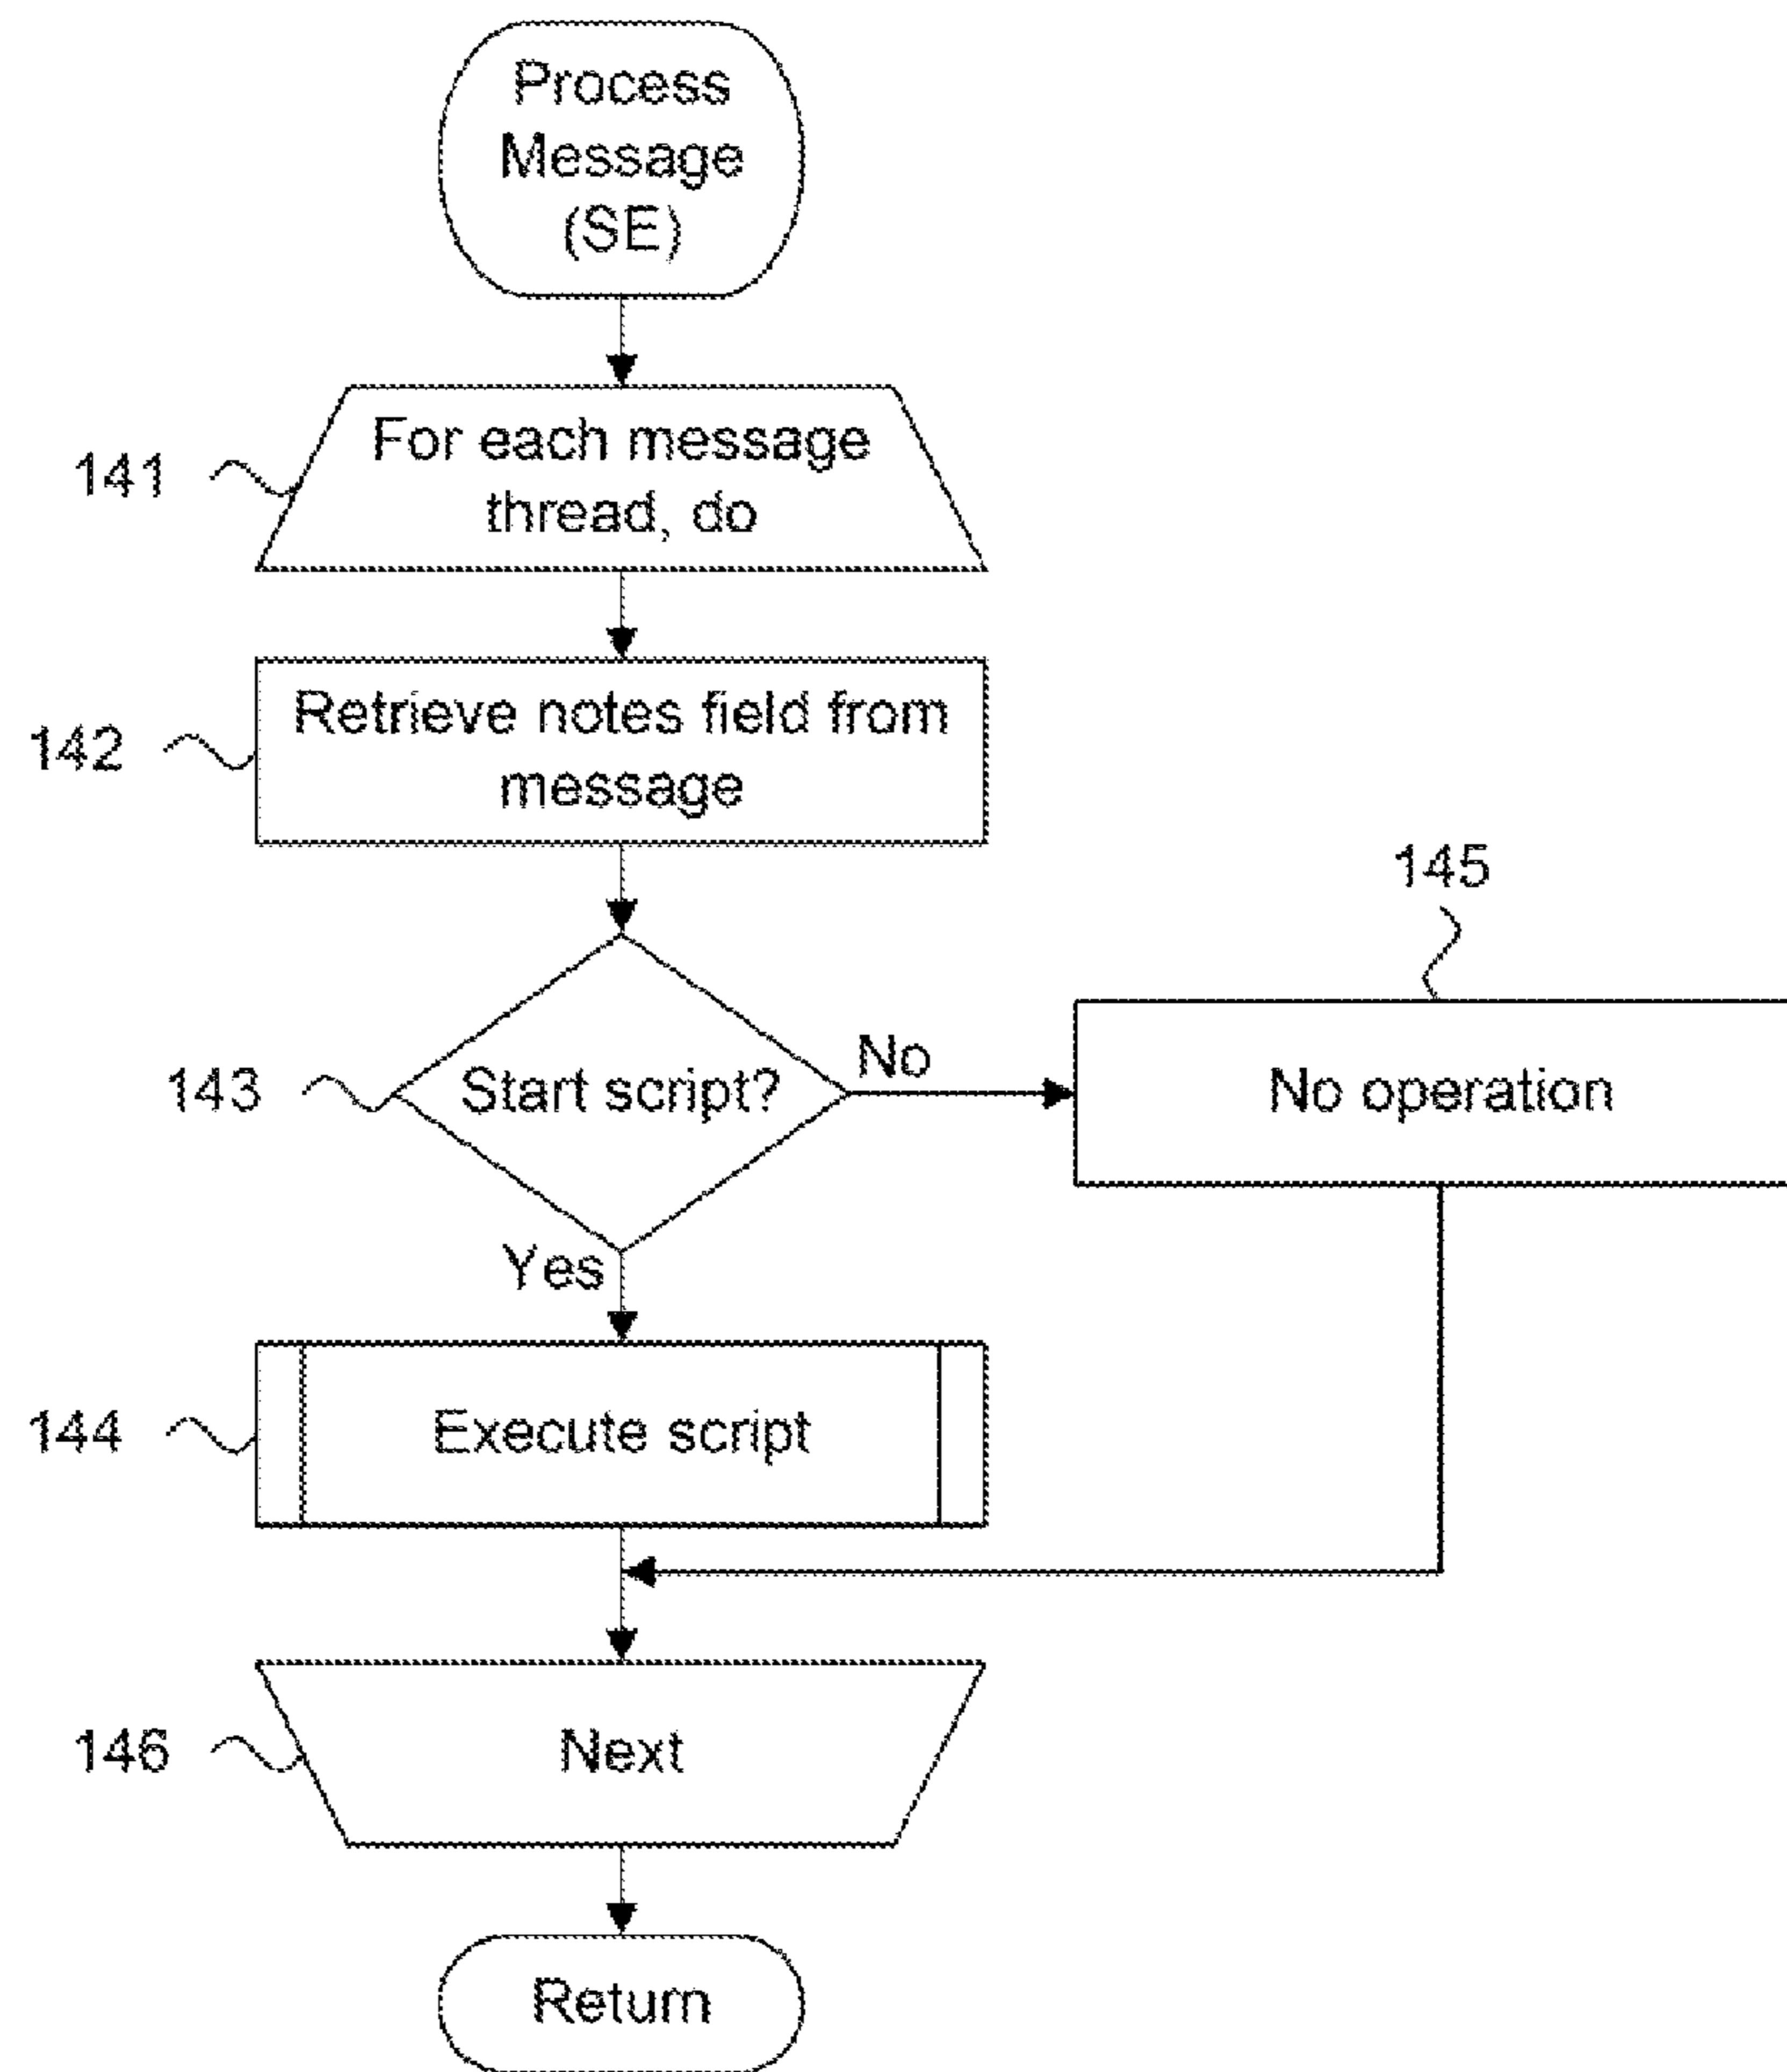 Process
Message
(SE)
141
For each message
thread, do
142
Retrieve notes field from
message
145
143
Start script?
No
No operation
Yes
144
Execute script
146
Next
Return